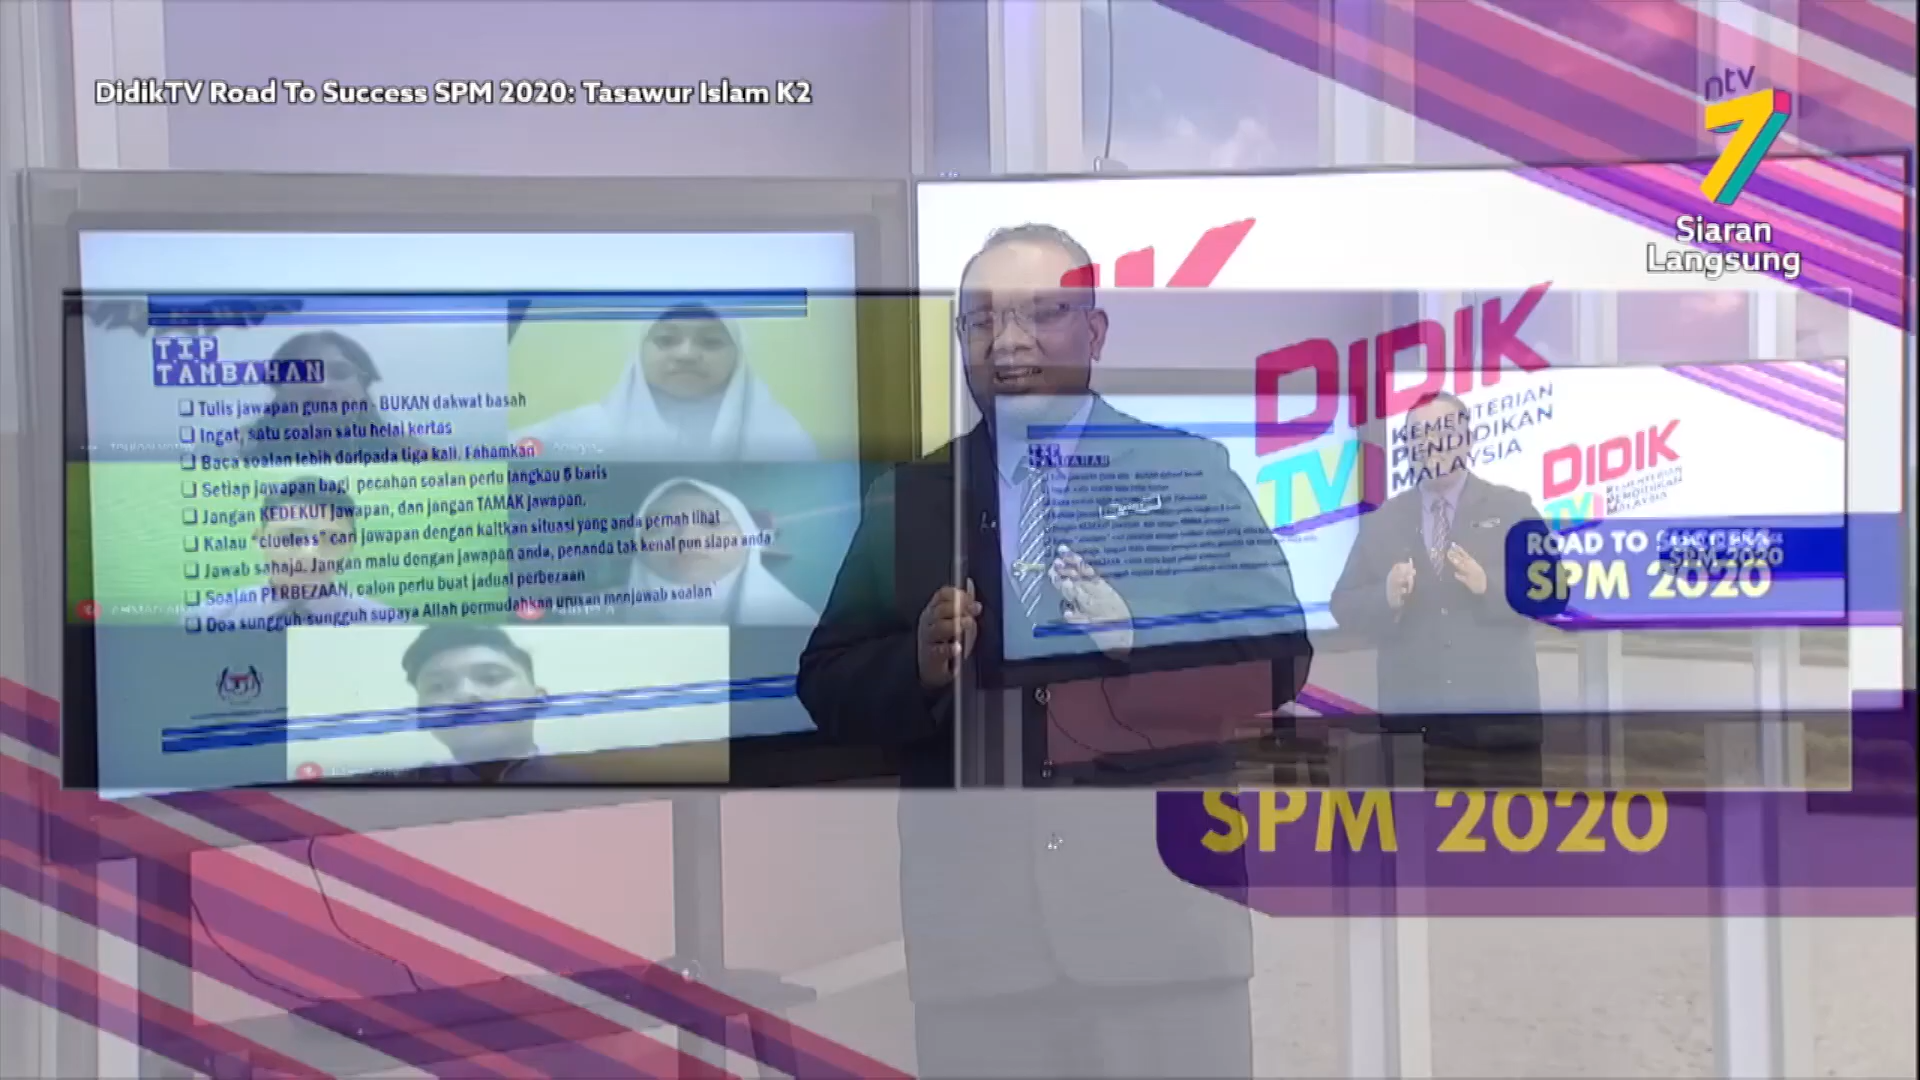 DidikTV Road To Success SPM 2020: Tasawur Islam K2
ntv
7
Siaran
Langsung
T.I.P
TAMBAHAN
❑ Tulis jawapan guna pen - BUKAN dakwat basah
❑ Ingat, satu soalan satu helai kertas
❑ Baca soalan lebih daripada tiga kali. Fahamkan
❑ Setiap jawapan bagi pecahan soalan perlu langkau 5 baris
❑ Jangan KEDEKUT jawapan, dan jangan TAMAK jawapan.
❑ Kalau "clueless" cari jawapan dengan kaitkan situasi yang anda pernah lihat
❑ Jawab sahaja. Jangan malu dengan jawapan anda, penanda tak kenal pun siapa anda.
❑ Soalan PERBEZAAN, calon perlu buat jadual perbezaan
❑ Doa sungguh-sungguh supaya Allah permudahkan urusan menjawab soalan
DIDIK
TV
KEMENTERIAN
PENDIDIKAN
MALAYSIA
DIDIK
TV
KEMENTERIAN
PENDIDIKAN
MALAYSIA
ROAD TO
SPM 2020
SPM 2020
SPM 2020